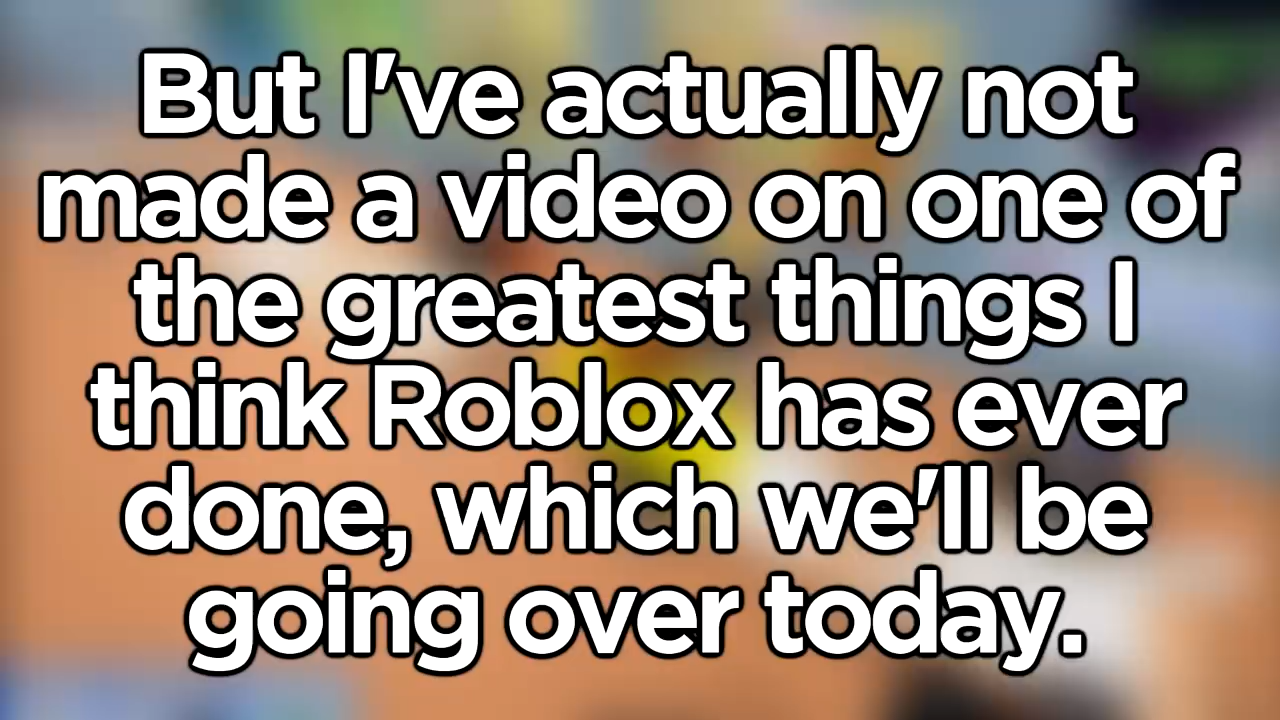 But I've actually not
made a video on one of
the greatest things I
think Roblox has ever
done, which we'll be
going over today.